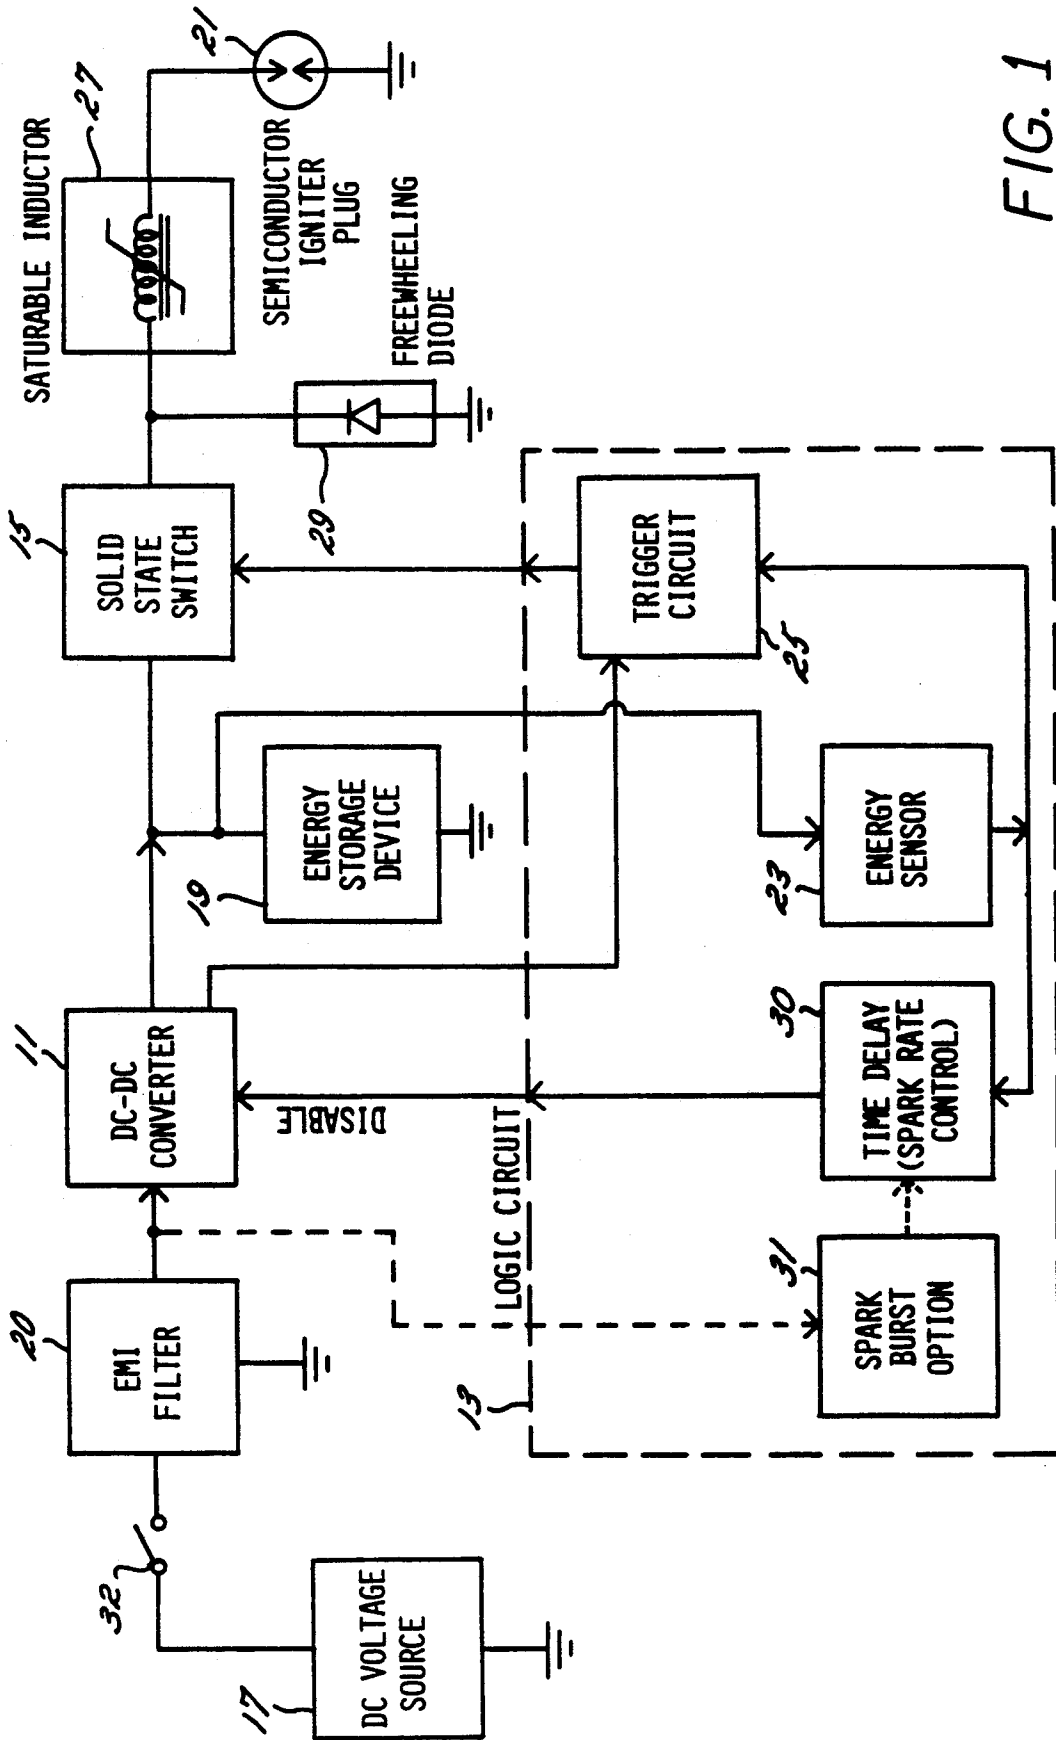 SATURABLE INDUCTOR
27
21
SEMICONDUCTOR
IGNITER
PLUG
15
SOLID
STATE
SWITCH
FREEWHEELING
DIODE
29
11
DC-DC
CONVERTER
19
ENERGY
STORAGE
DEVICE
20
EMI
FILTER
32
17
DC VOLTAGE
SOURCE
DISABLE
LOGIC CIRCUIT
13
TRIGGER
CIRCUIT
25
23
ENERGY
SENSOR
30
TIME DELAY
(SPARK RATE
CONTROL)
31
SPARK
BURST
OPTION
FIG. 1